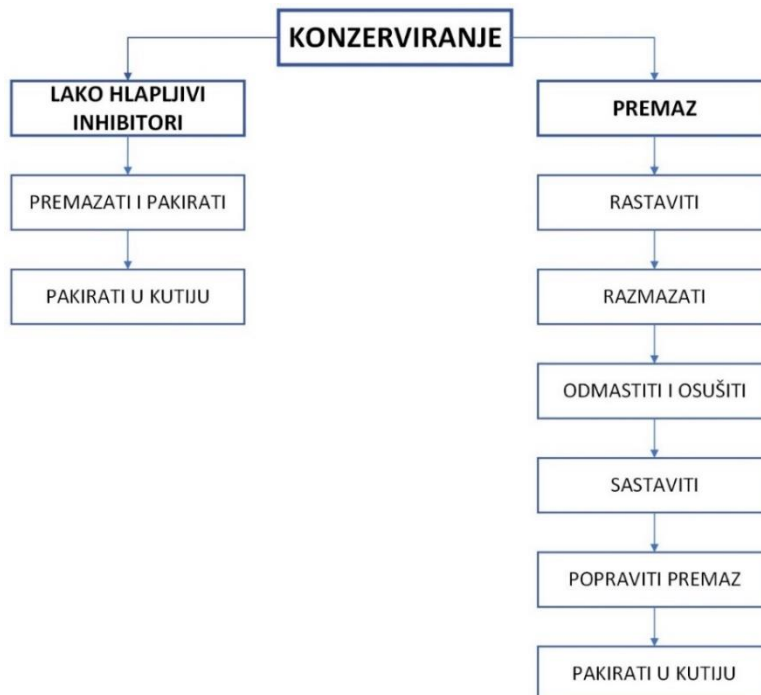 KONZERVIRANJE
LAKO HLAPLJIVI
INHIBITORI
PREMAZATI I PAKIRATI
PAKIRATI U KUTIJU
PREMAZ
RASTAVITI
RAZMAZATI
ODMASTITI I OSUŠITI
SASTAVITI
POPRAVITI PREMAZ
PAKIRATI U KUTIJU